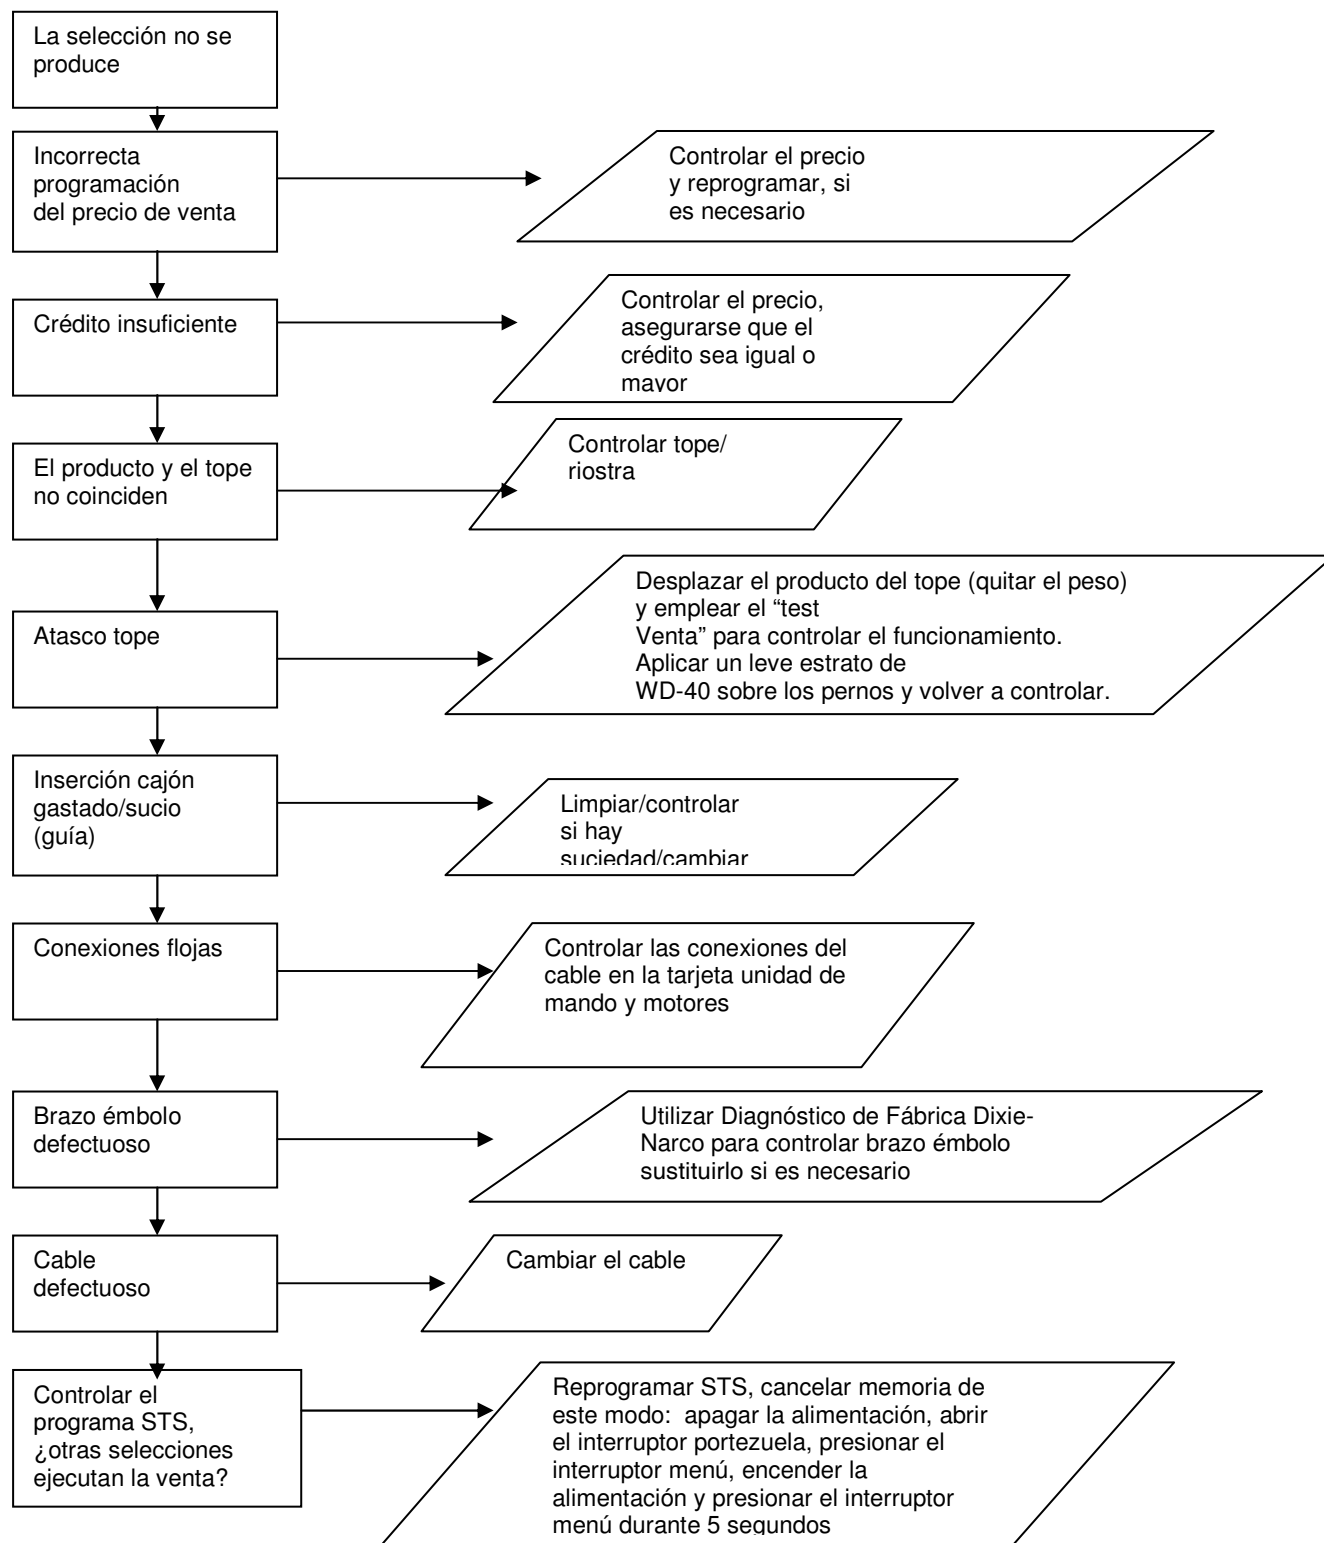 La selección no se
produce
Incorrecta
programación
del precio de venta
Controlar el precio
y reprogramar, si
es necesario
Crédito insuficiente
Controlar el precio,
asegurarse que el
crédito sea igual o
mayor
El producto y el tope
no coinciden
Controlar tope/
riostra
Atasco tope
Desplazar el producto del tope (quitar el peso)
y emplear el “test
Venta” para controlar el funcionamiento.
Aplicar un leve estrato de
WD-40 sobre los pernos y volver a controlar.
Inserción cajón
gastado/sucio
(guía)
Limpiar/controlar
si hay
suciedad/cambiar
Conexiones flojas
Controlar las conexiones del
cable en la tarjeta unidad de
mando y motores
Brazo émbolo
defectuoso
Utilizar Diagnóstico de Fábrica Dixie-
Narco para controlar brazo émbolo
sustituirlo si es necesario
Cable
defectuoso
Cambiar el cable
Controlar el
programa STS,
¿otras selecciones
ejecutan la venta?
Reprogramar STS, cancelar memoria de
este modo: apagar la alimentación, abrir
el interruptor portezuela, presionar el
interruptor menú, encender la
alimentación y presionar el interruptor
menú durante 5 segundos